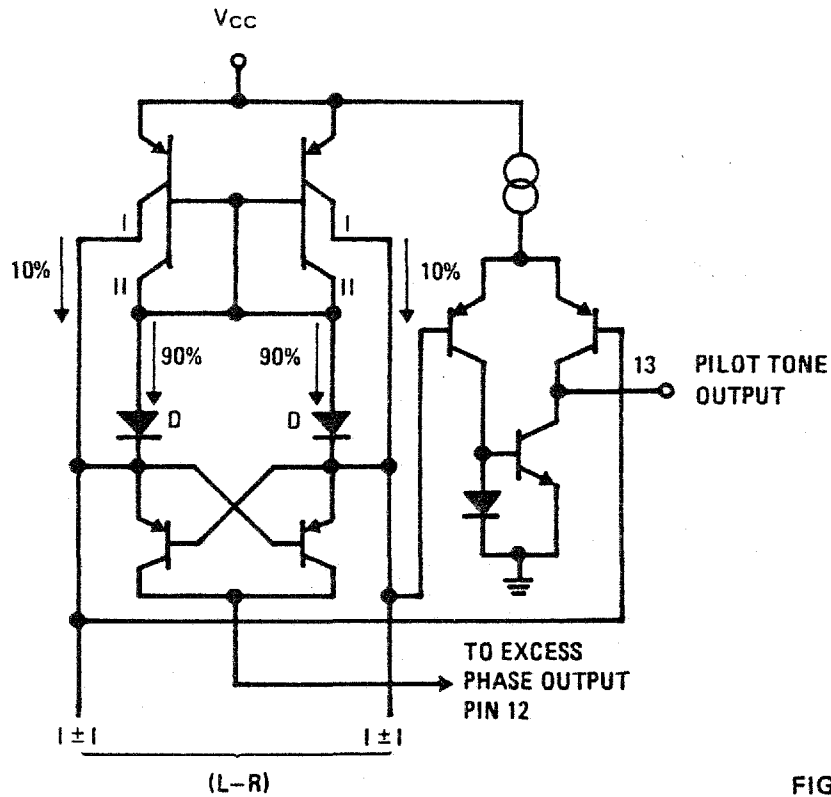 VCC
I
I
10%
10%
II
II
90%
90%
13
PILOT TONE
OUTPUT
D
D
TO EXCESS
PHASE OUTPUT
PIN 12
I ± I
I ± I
(L–R)
FIG